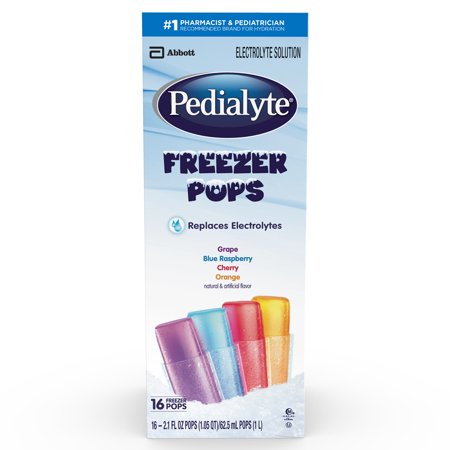 #1 PHARMACIST & PEDIATRICIAN
RECOMMENDED BRAND FOR HYDRATION
Abbott
ELECTROLYTE SOLUTION
Pedialyte®
FREEZER
POPS
Replaces Electrolytes
Grape
Blue Raspberry
Cherry
Orange
natural & artificial flavor
16 FREEZER POPS
16 – 2.1 FL OZ POPS (1.05 QT)/62.5 mL POPS (1 L)